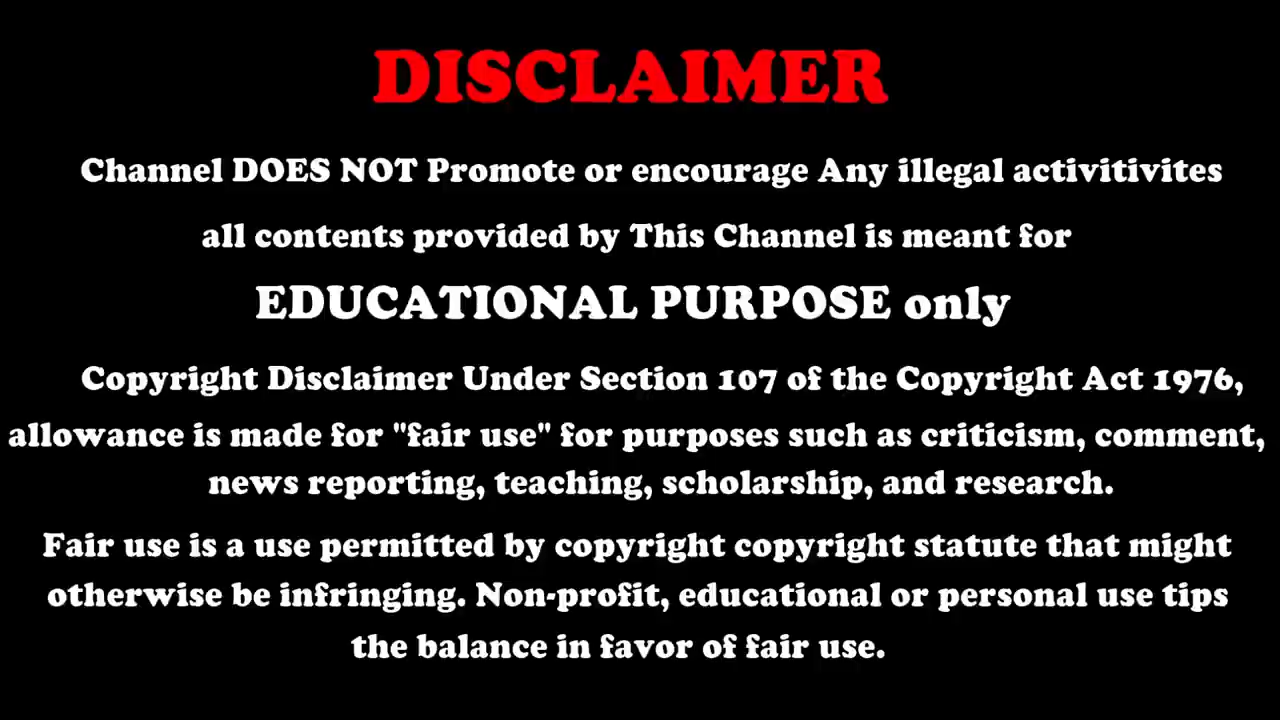 DISCLAIMER
Channel DOES NOT Promote or encourage Any illegal activitivites
all contents provided by This Channel is meant for
EDUCATIONAL PURPOSE only
Copyright Disclaimer Under Section 107 of the Copyright Act 1976,
allowance is made for "fair use" for purposes such as criticism, comment,
news reporting, teaching, scholarship, and research.
Fair use is a use permitted by copyright copyright statute that might
otherwise be infringing. Non-profit, educational or personal use tips
the balance in favor of fair use.